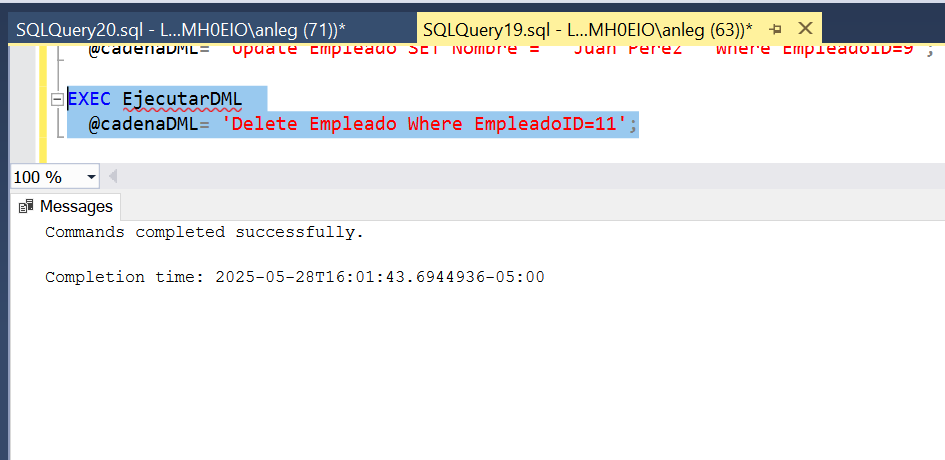 SQLQuery20.sql - L...MH0EIO\anleg (71))*
SQLQuery19.sql - L...MH0EIO\anleg (63))*
@cadenaDML= 'Update Empleado SET Nombre = ''Juan Perez'' Where EmpleadoID=9';
EXEC EjecutarDML
@cadenaDML= 'Delete Empleado Where EmpleadoID=11';
100 %
Messages
Commands completed successfully.
Completion time: 2025-05-28T16:01:43.6944936-05:00